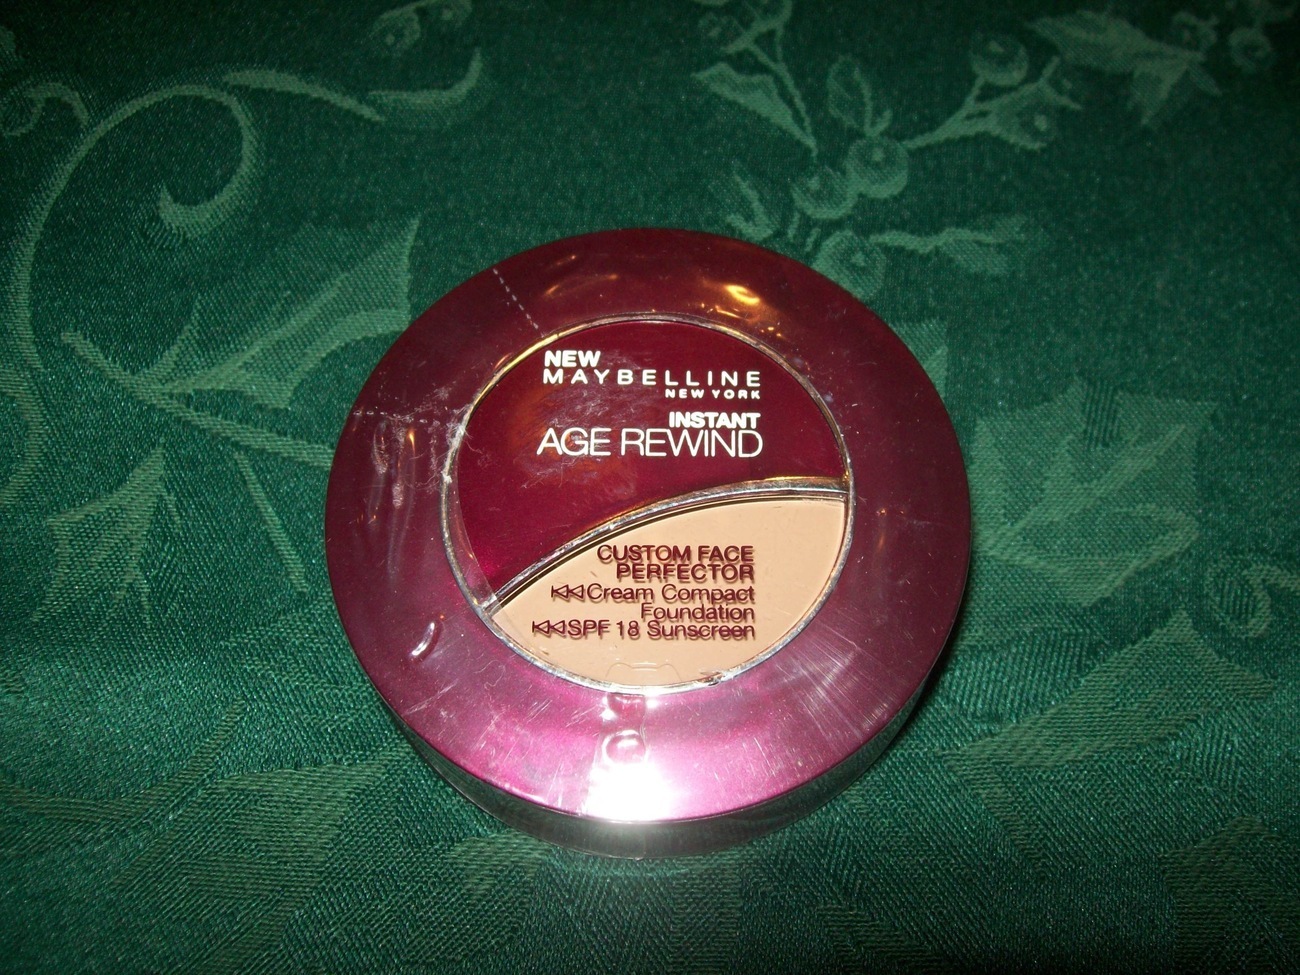 NEW
MAYBELLINE
NEW YORK
INSTANT
AGE REWIND
CUSTOM FACE
PERFECTOR
Cream Compact
Foundation
SPF 18 Sunscreen